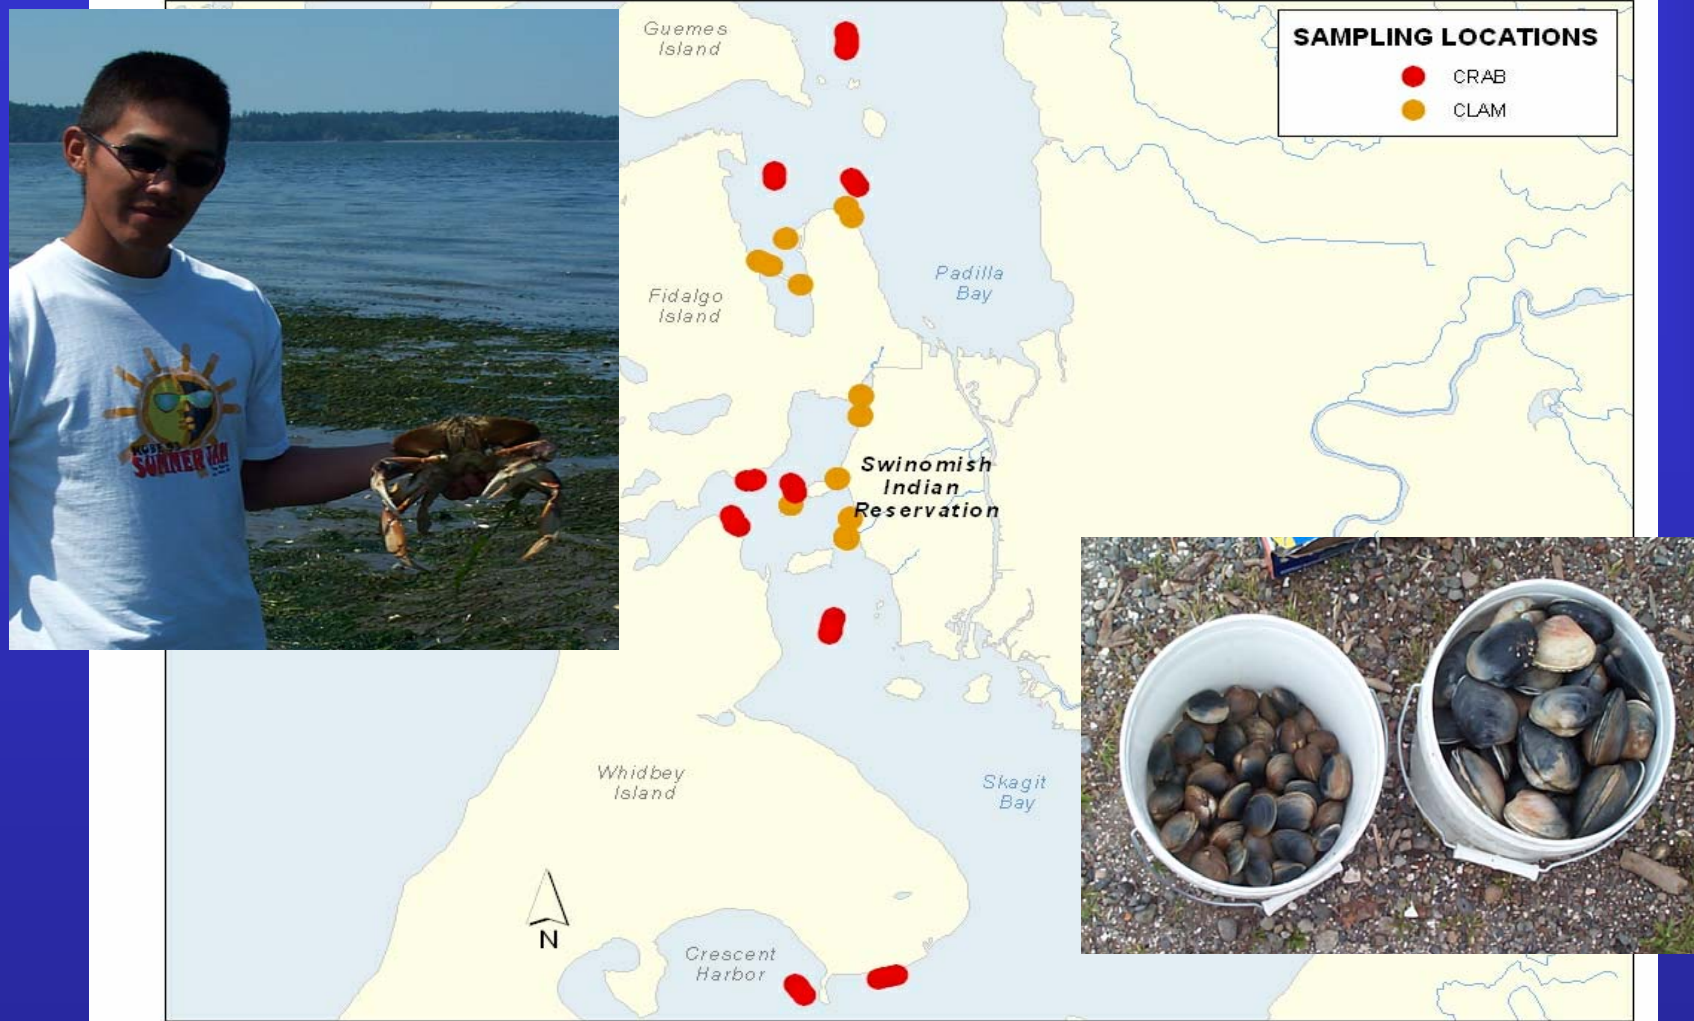 Guemes
Island
SAMPLING LOCATIONS
CRAB
CLAM
Padilla
Bay
Fidalgo
Island
SUMMER JAM
Swinomish
Indian
Reservation
Whidbey
Island
Skagit
Bay
N
Crescent
Harbor